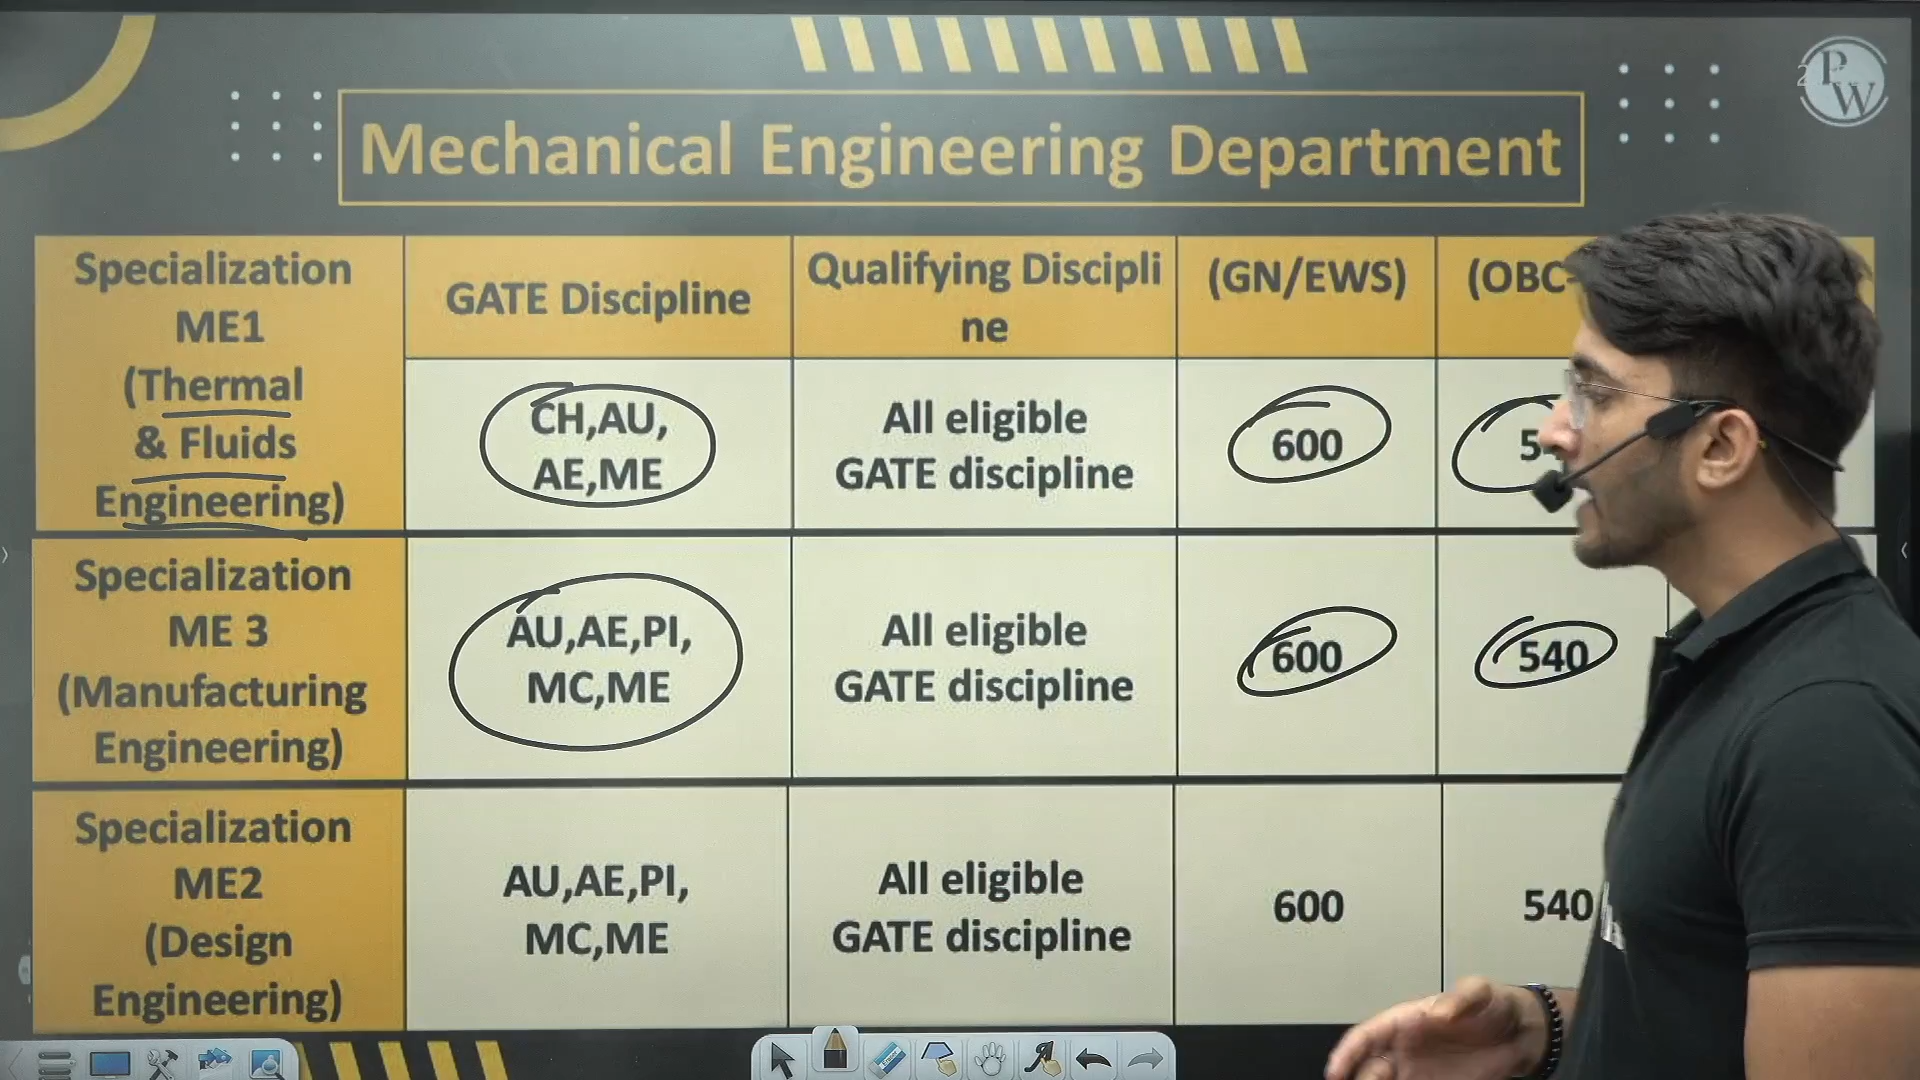 PW
Mechanical Engineering Department
Specialization
ME1
(Thermal
& Fluids
Engineering)
GATE Discipline
Qualifying Discipli
ne
(GN/EWS)
(OBC-
CH,AU,
AE,ME
All eligible
GATE discipline
600
Specialization
ME 3
(Manufacturing
Engineering)
AU,AE,PI,
MC,ME
All eligible
GATE discipline
600
540
Specialization
ME2
(Design
Engineering)
AU,AE,PI,
MC,ME
All eligible
GATE discipline
600
540